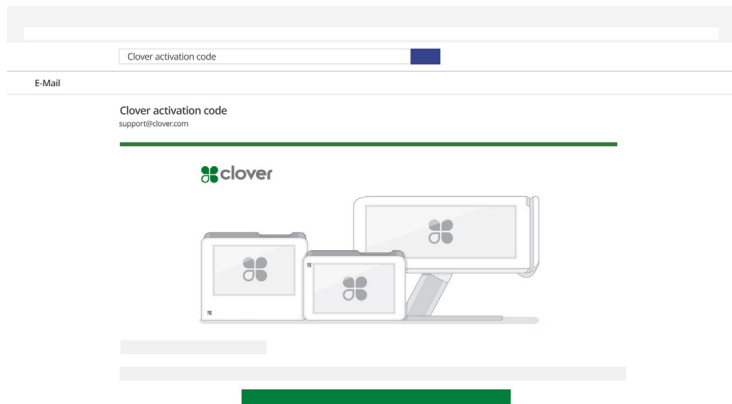 Clover activation code
E-Mail
Clover activation code
support@clover.com
clover